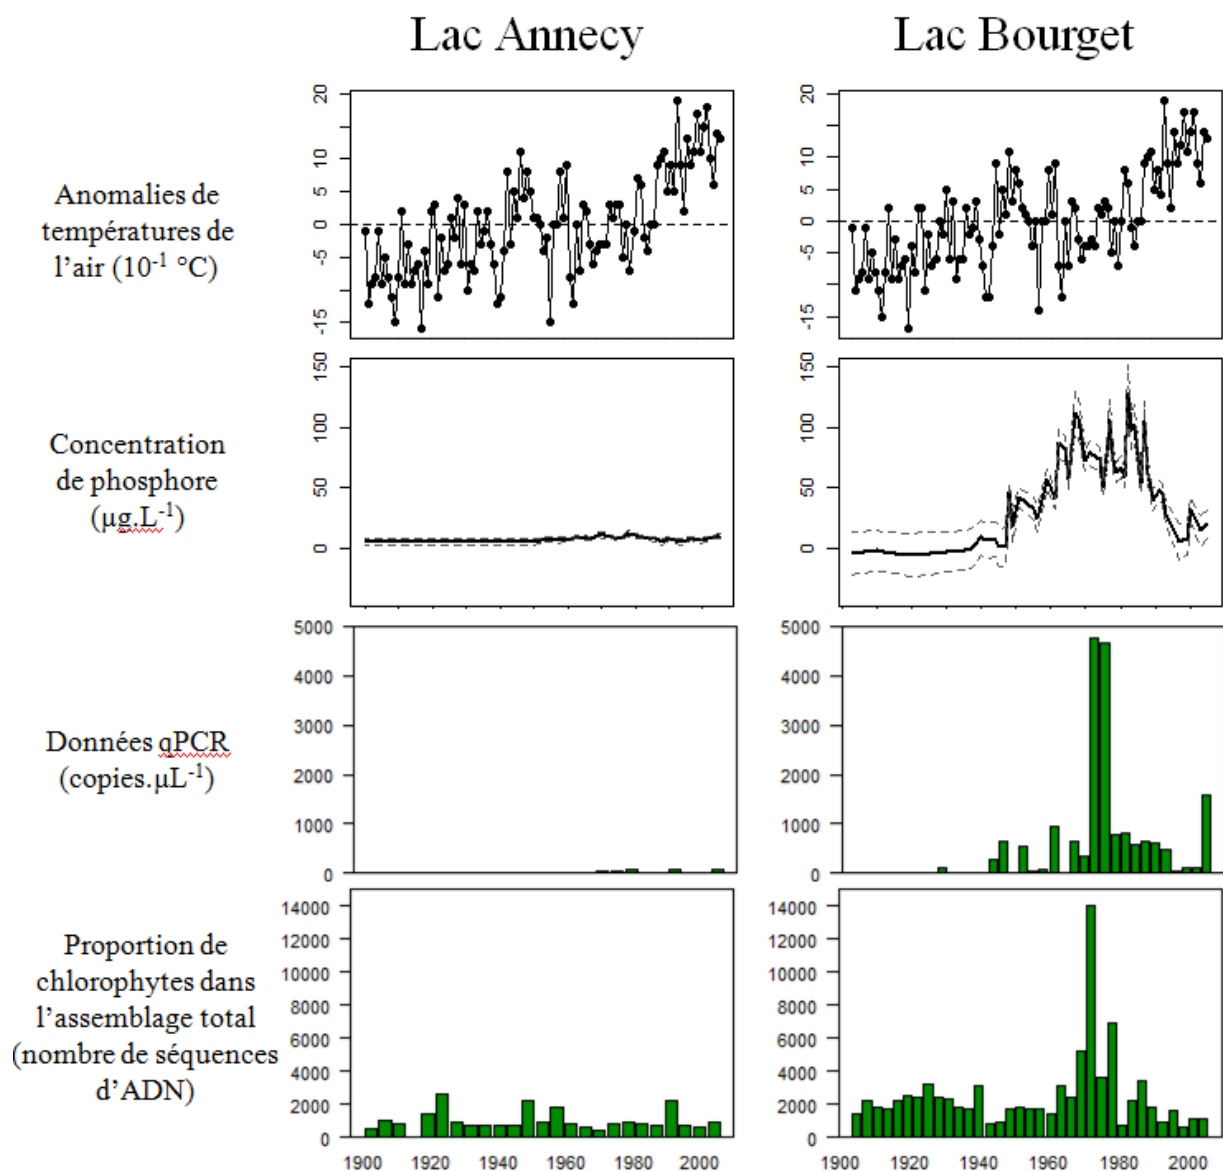 Lac Annecy
Lac Bourget
Anomalies de
températures de
l’air (10⁻¹ °C)
20
10
5
0
-5
-15
20
10
5
0
-5
-15
Concentration
de phosphore
(µg.L⁻¹)
150
100
50
0
150
100
50
0
Données qPCR
(copies.µL⁻¹)
5000
4000
3000
2000
1000
0
5000
4000
3000
2000
1000
0
Proportion de
chlorophytes dans
l’assemblage total
(nombre de séquences
d’ADN)
14000
12000
10000
8000
6000
4000
2000
0
14000
12000
10000
8000
6000
4000
2000
0
1900 1920 1940 1960 1980 2000
1900 1920 1940 1960 1980 2000